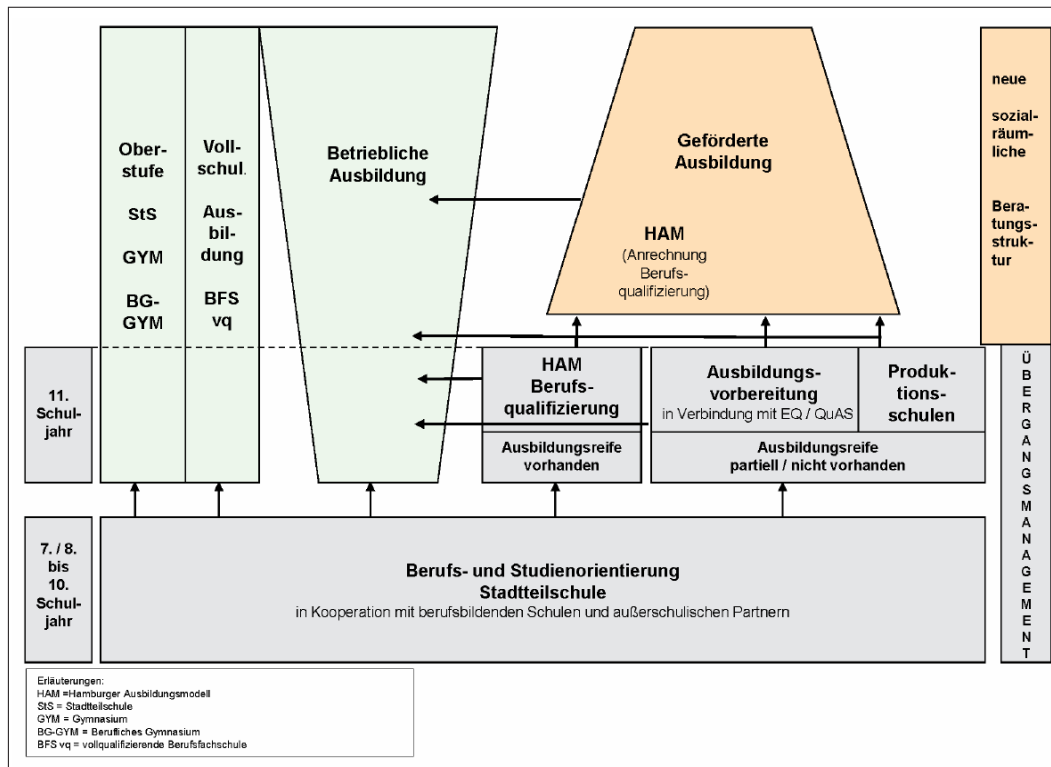 Ober-
stufe
StS
GYM
BG-
GYM
Voll-
schul.
Aus-
bil-
dung
BFS
vq
Betriebliche
Ausbildung
Geförderte
Ausbildung
HAM
(Anrechnung
Berufs-
qualifizierung)
neue
sozial-
räum-
liche
Bera-
tungs-
struk-
tur
11.
Schul-
jahr
HAM
Berufs-
qualifizierung
Ausbildungsreife
vorhanden
Ausbildungs-
vorbereitung
in Verbindung mit EQ / QuAS
Produk-
tions-
schulen
Ausbildungsreife
partiell / nicht vorhanden
ÜBERGANGSMANAGEMENT
7. / 8.
bis
10.
Schul-
jahr
Berufs- und Studienorientierung
Stadtteilschule
in Kooperation mit berufsbildenden Schulen und außerschulischen Partnern
Erläuterungen:
HAM =Hamburger Ausbildungsmodell
StS = Stadtteilschule
GYM = Gymnasium
BG-GYM = Berufliches Gymnasium
BFS vq = vollqualifizierende Berufsfachschule